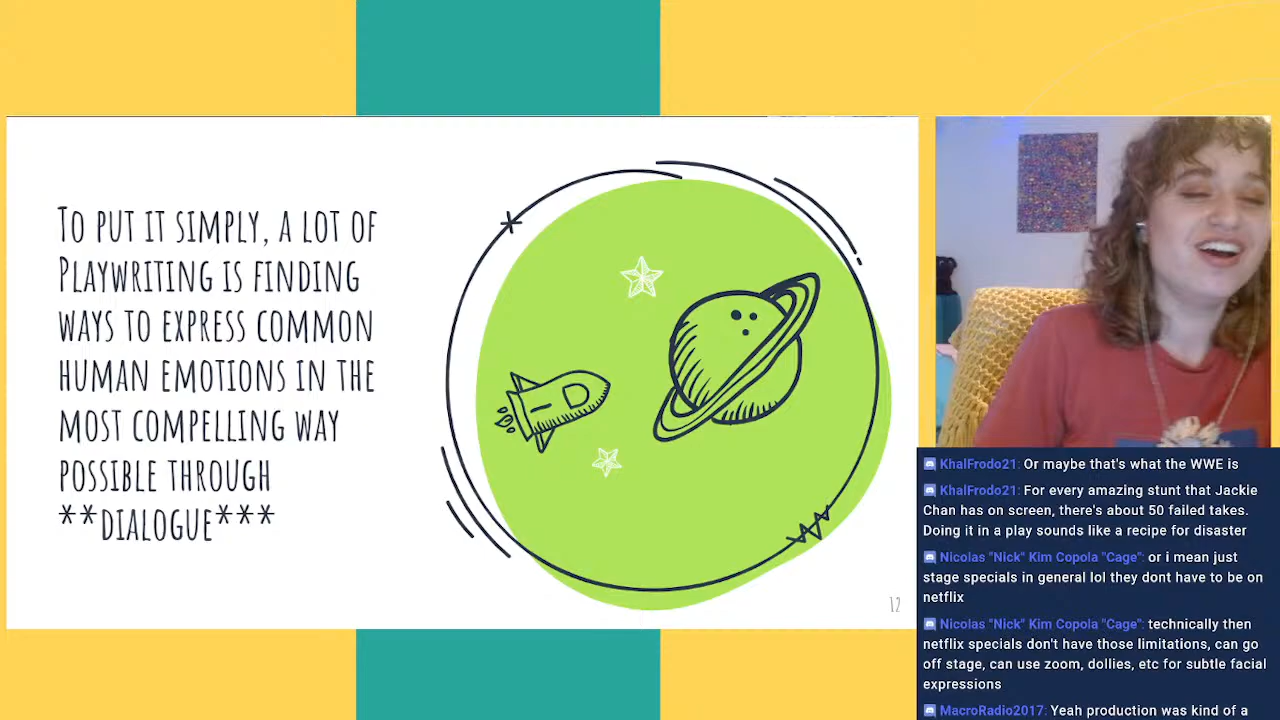 To put it simply, a lot of
Playwriting is finding
ways to express common
human emotions in the
most compelling way
possible through
**dialogue***
12
KhalFrodo21: Or maybe that's what the WWE is
KhalFrodo21: For every amazing stunt that Jackie
Chan has on screen, there's about 50 failed takes.
Doing it in a play sounds like a recipe for disaster
Nicolas "Nick" Kim Copola "Cage": or i mean just
stage specials in general lol they dont have to be on
netflix
Nicolas "Nick" Kim Copola "Cage": technically then
netflix specials don't have those limitations, can go
off stage, can use zoom, dollies, etc for subtle facial
expressions
MacroRadio2017: Yeah production was kind of a